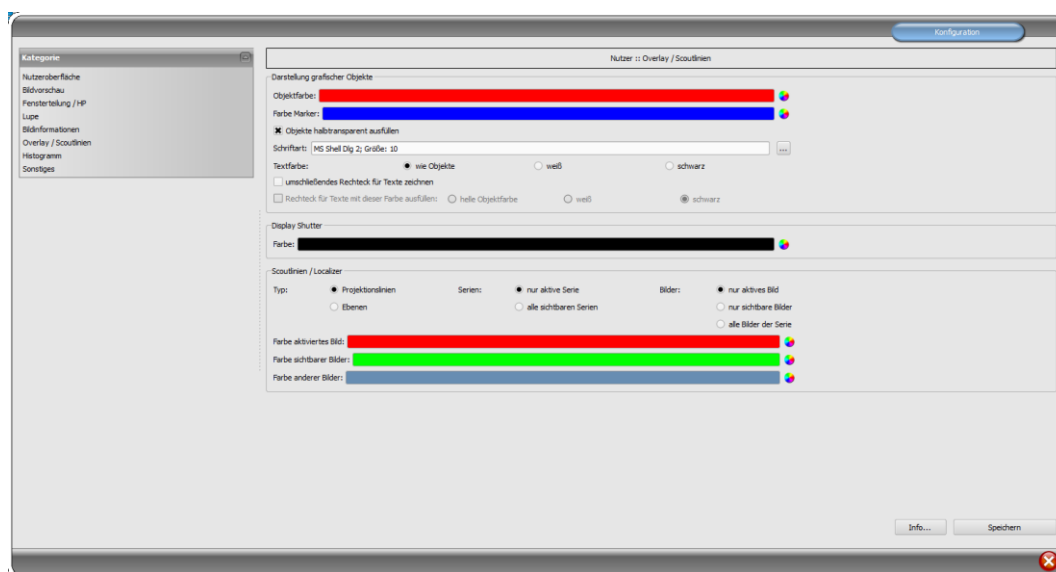 Konfiguration
Kategorie
Nutzeroberfläche
Bildvorschau
Fensterteilung / HP
Lupe
Bildinformationen
Overlay / Scoutlinien
Histogramm
Sonstiges
Nutzer :: Overlay / Scoutlinien
Darstellung grafischer Objekte
Objektfarbe:
Farbe Marker:
Objekte halbtransparent ausfüllen
Schriftart: MS Shell Dlg 2; Größe: 10 ...
Textfarbe: wie Objekte weiß schwarz
umschließendes Rechteck für Texte zeichnen
Rechteck für Texte mit dieser Farbe ausfüllen: helle Objektfarbe weiß schwarz
Display Shutter
Farbe:
Scoutlinien / Localizer
Typ: Projektionslinien Serien: nur aktive Serie Bilder: nur aktives Bild
Ebenen alle sichtbaren Serien nur sichtbare Bilder
alle Bilder der Serie
Farbe aktiviertes Bild:
Farbe sichtbarer Bilder:
Farbe anderer Bilder:
Info... Speichern